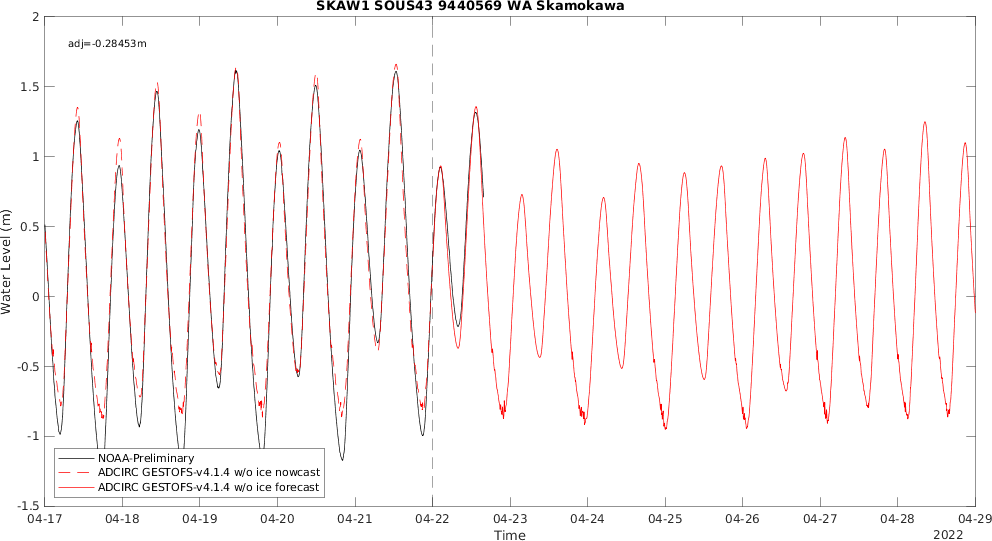 SKAW1 SOUS43 9440569 WA Skamokawa
adj=-0.28453m
2
1.5
1
0.5
0
-0.5
-1
-1.5
Water Level (m)
NOAA-Preliminary
ADCIRC GESTOFS-v4.1.4 w/o ice nowcast
ADCIRC GESTOFS-v4.1.4 w/o ice forecast
04-17 04-18 04-19 04-20 04-21 04-22 04-23 04-24 04-25 04-26 04-27 04-28 04-29
Time
2022